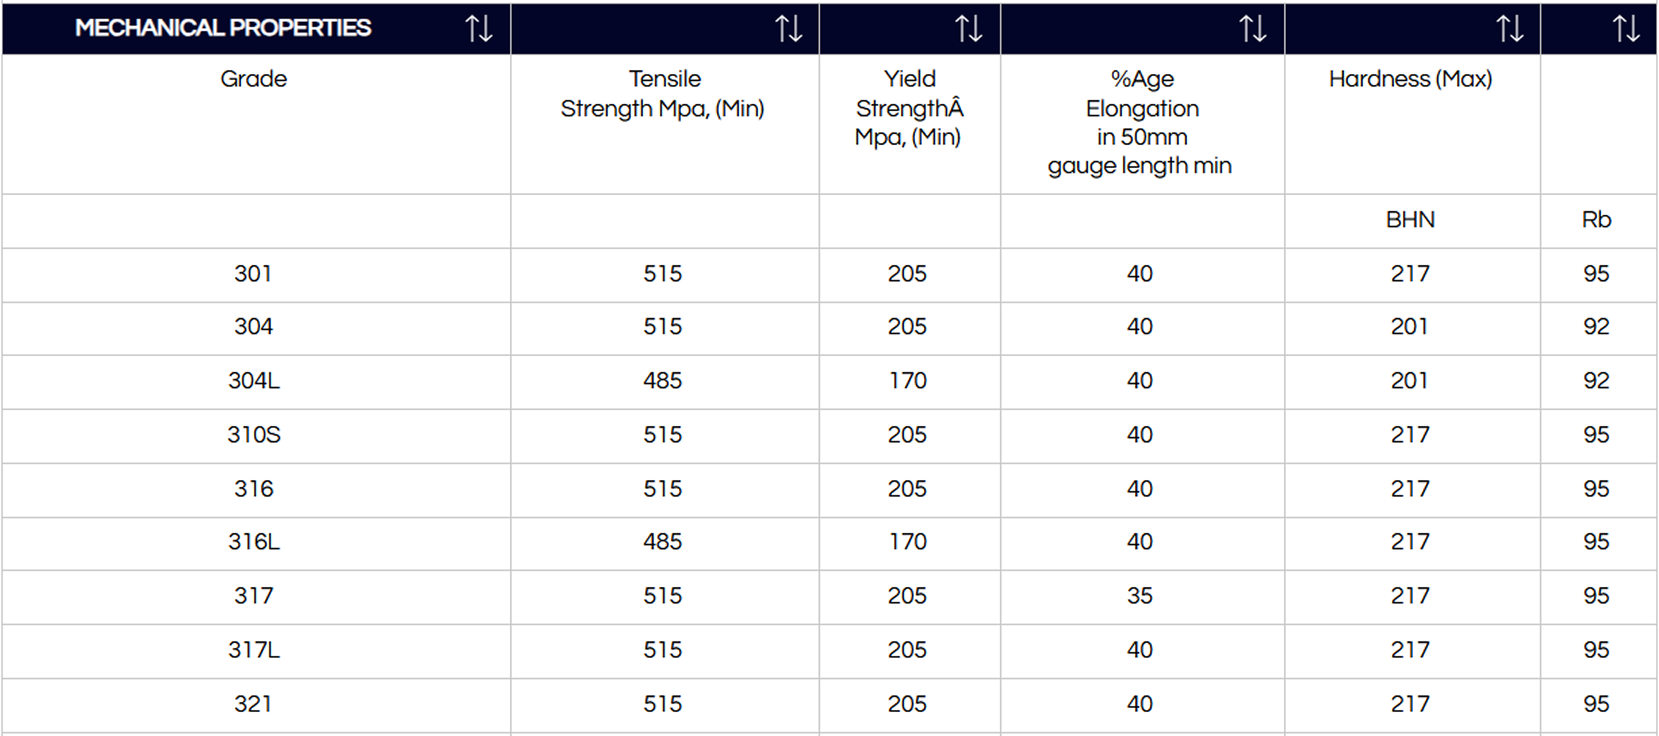 MECHANICAL PROPERTIES
Grade Tensile Strength Mpa, (Min) Yield StrengthÂ Mpa, (Min) %Age Elongation in 50mm gauge length min Hardness (Max)
BHN Rb
301 515 205 40 217 95
304 515 205 40 201 92
304L 485 170 40 201 92
310S 515 205 40 217 95
316 515 205 40 217 95
316L 485 170 40 217 95
317 515 205 35 217 95
317L 515 205 40 217 95
321 515 205 40 217 95